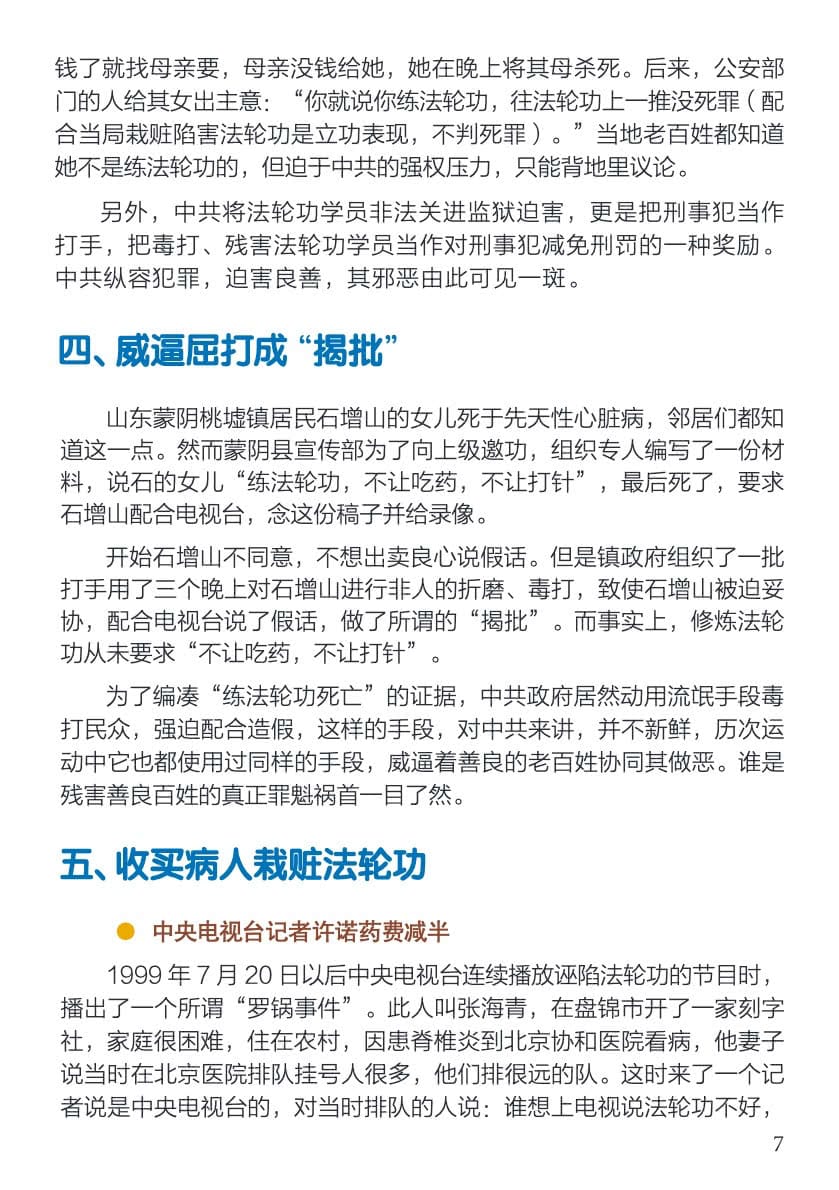 钱了就找母亲要，母亲没钱给她，她在晚上将其母杀死。后来，公安部
门的人给其女出主意：“你就说你练法轮功，往法轮功上一推没死罪（配
合当局栽赃陷害法轮功是立功表现，不判死罪）。”当地老百姓都知道
她不是练法轮功的，但迫于中共的强权压力，只能背地里议论。
另外，中共将法轮功学员非法关进监狱迫害，更是把刑事犯当作
打手，把毒打、残害法轮功学员当作对刑事犯减免刑罚的一种奖励。
中共纵容犯罪，迫害良善，其邪恶由此可见一斑。
四、威逼屈打成“揭批”
山东蒙阴桃墟镇居民石增山的女儿死于先天性心脏病，邻居们都知
道这一点。然而蒙阴县宣传部为了向上级邀功，组织专人编写了一份材
料，说石的女儿“练法轮功，不让吃药，不让打针”，最后死了，要求
石增山配合电视台，念这份稿子并给录像。
开始石增山不同意，不想出卖良心说假话。但是镇政府组织了一批
打手用了三个晚上对石增山进行非人的折磨、毒打，致使石增山被迫妥
协，配合电视台说了假话，做了所谓的“揭批”。而事实上，修炼法轮
功从未要求“不让吃药，不让打针”。
为了编凑“练法轮功死亡”的证据，中共政府居然动用流氓手段毒
打民众，强迫配合造假，这样的手段，对中共来讲，并不新鲜，历次运
动中它也都使用过同样的手段，威逼着善良的老百姓协同其做恶。谁是
残害善良百姓的真正罪魁祸首一目了然。
五、收买病人栽赃法轮功
● 中央电视台记者许诺药费减半
1999 年 7 月 20 日以后中央电视台连续播放诬陷法轮功的节目时，
播出了一个所谓“罗锅事件”。此人叫张海青，在盘锦市开了一家刻字
社，家庭很困难，住在农村，因患脊椎炎到北京协和医院看病，他妻子
说当时在北京医院排队挂号人很多，他们排很远的队。这时来了一个记
者说是中央电视台的，对当时排队的人说：谁想上电视说法轮功不好，
7